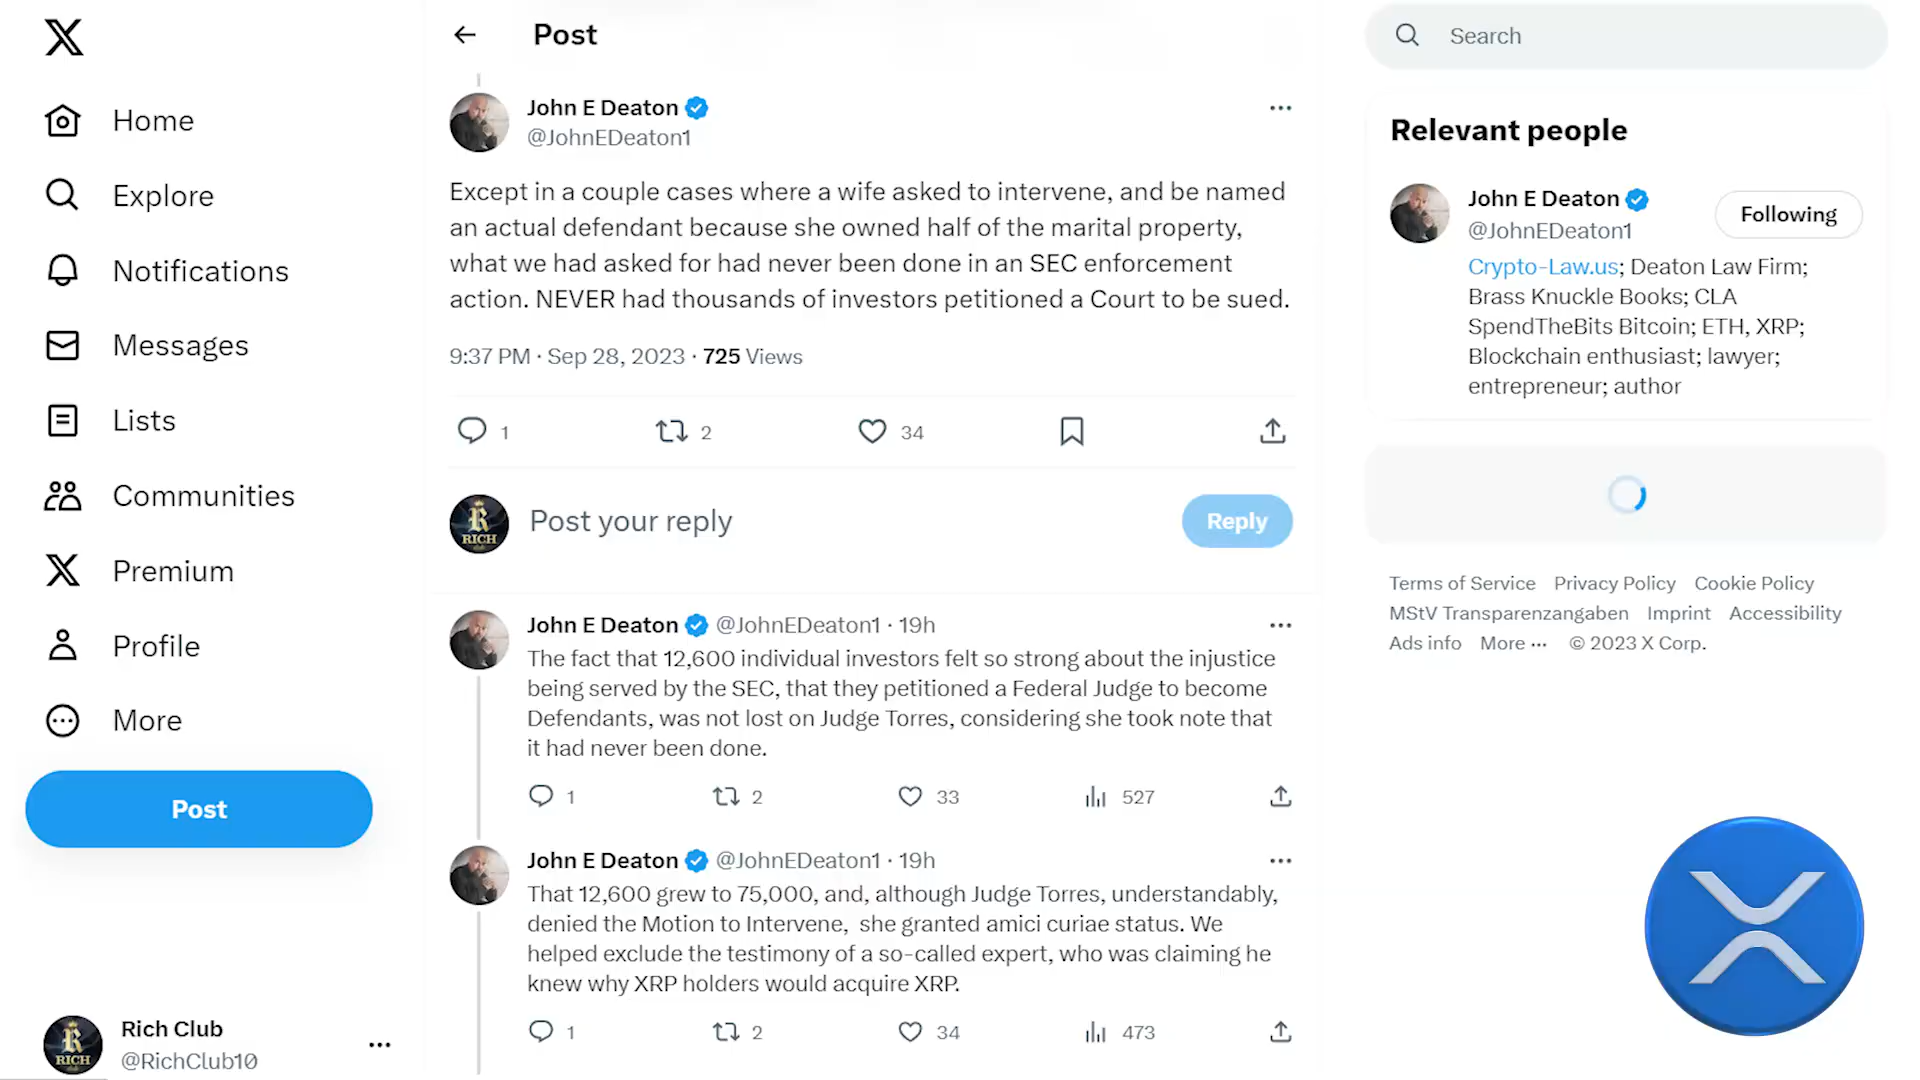 Home
Explore
Notifications
Messages
Lists
Communities
Premium
Profile
More
Post
Rich Club
@RichClub10
Post
John E Deaton
@JohnEDeaton1
Except in a couple cases where a wife asked to intervene, and be named
an actual defendant because she owned half of the marital property,
what we had asked for had never been done in an SEC enforcement
action. NEVER had thousands of investors petitioned a Court to be sued.
9:37 PM · Sep 28, 2023 · 725 Views
1 2 34
Post your reply
Reply
John E Deaton @JohnEDeaton1 · 19h
The fact that 12,600 individual investors felt so strong about the injustice
being served by the SEC, that they petitioned a Federal Judge to become
Defendants, was not lost on Judge Torres, considering she took note that
it had never been done.
1 2 33 527
John E Deaton @JohnEDeaton1 · 19h
That 12,600 grew to 75,000, and, although Judge Torres, understandably,
denied the Motion to Intervene,  she granted amici curiae status. We
helped exclude the testimony of a so-called expert, who was claiming he
knew why XRP holders would acquire XRP.
1 2 34 473
Search
Relevant people
John E Deaton
@JohnEDeaton1
Following
Crypto-Law.us; Deaton Law Firm;
Brass Knuckle Books; CLA
SpendTheBits Bitcoin; ETH, XRP;
Blockchain enthusiast; lawyer;
entrepreneur; author
Terms of Service Privacy Policy Cookie Policy
MStV Transparenzangaben Imprint Accessibility
Ads info More ··· © 2023 X Corp.
R
RICH
R
RICH